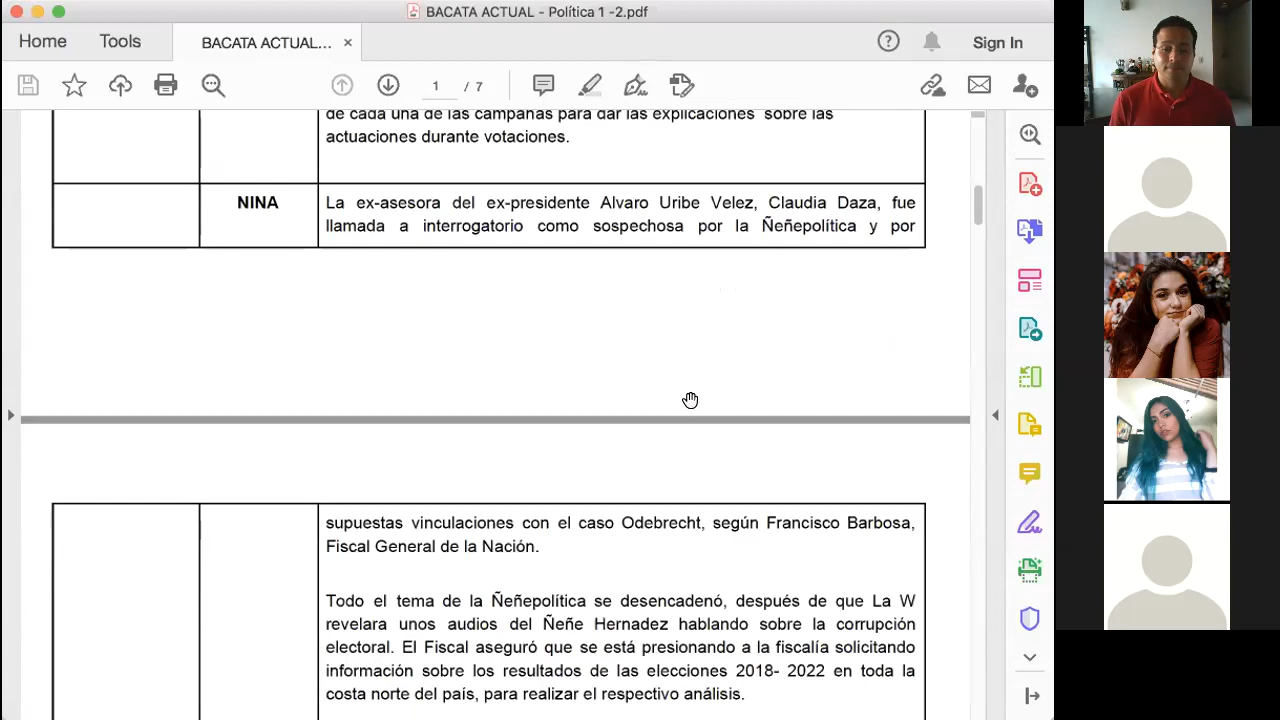 BACATA ACTUAL - Política 1 -2.pdf
Home
Tools
BACATA ACTUAL...
Sign In
1 / 7
de cada una de las campañas para dar las explicaciones sobre las
actuaciones durante votaciones.
NINA
La ex-asesora del ex-presidente Alvaro Uribe Velez, Claudia Daza, fue
llamada a interrogatorio como sospechosa por la Ñeñepolítica y por
supuestas vinculaciones con el caso Odebrecht, según Francisco Barbosa,
Fiscal General de la Nación.
Todo el tema de la Ñeñepolítica se desencadenó, después de que La W
revelara unos audios del Ñeñe Hernadez hablando sobre la corrupción
electoral. El Fiscal aseguró que se está presionando a la fiscalía solicitando
información sobre los resultados de las elecciones 2018- 2022 en toda la
costa norte del país, para realizar el respectivo análisis.